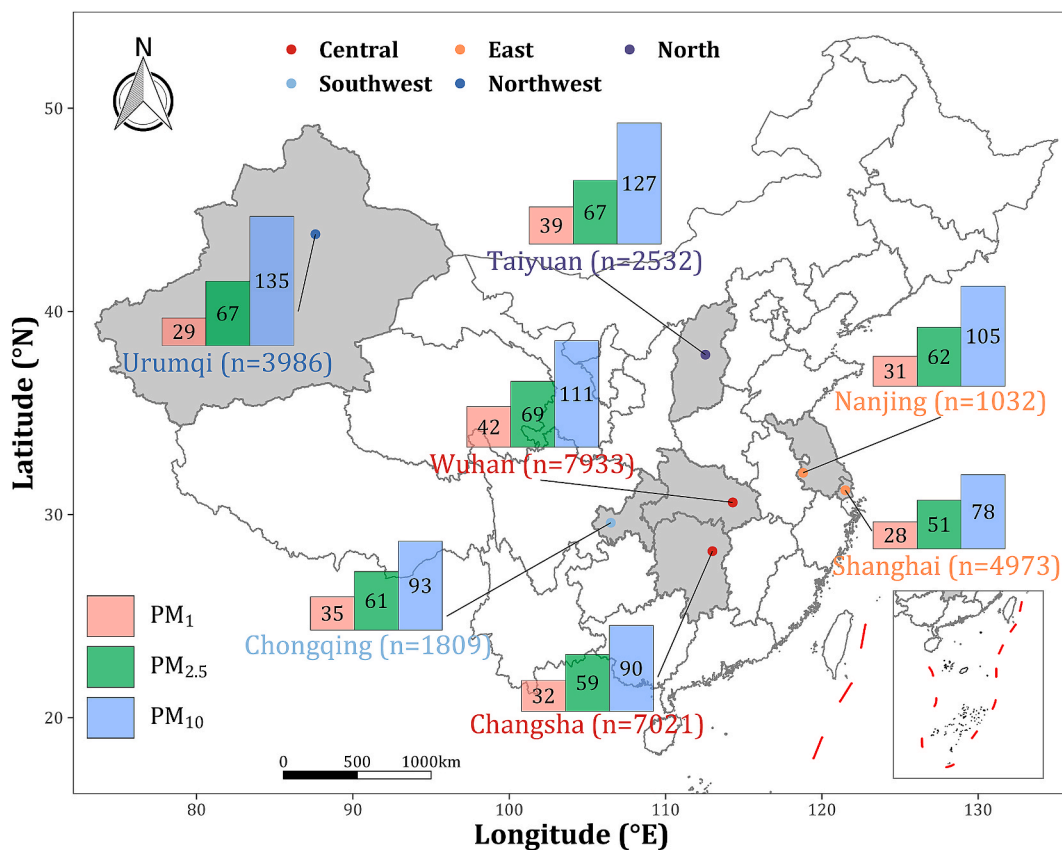 N
Central
East
North
Southwest
Northwest
50
40
30
20
Latitude (°N)
39
67
127
Taiyuan (n=2532)
29
67
135
Urumqi (n=3986)
31
62
105
Nanjing (n=1032)
42
69
111
Wuhan (n=7933)
28
51
78
Shanghai (n=4973)
35
61
93
Chongqing (n=1809)
32
59
90
Changsha (n=7021)
PM₁
PM₂.₅
PM₁₀
0 500 1000km
80 90 100 110 120 130
Longitude (°E)